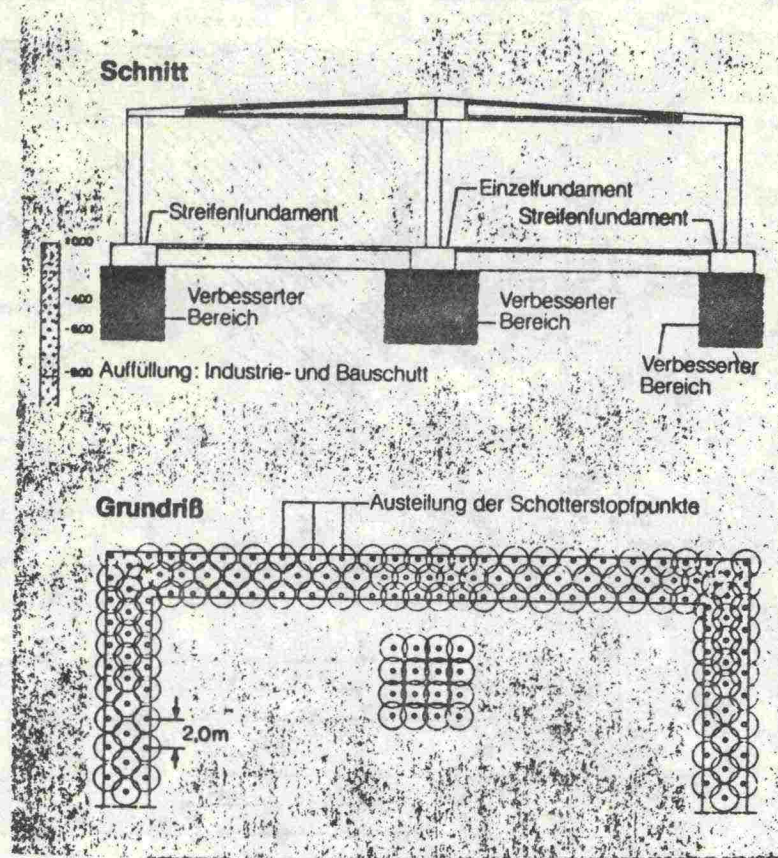 Schnitt
Einzelfundament
Streifenfundament
Streifenfundament
Verbesserter
Bereich
Verbesserter
Bereich
Verbesserter
Bereich
-400
-600
Auffüllung: Industrie- und Bauschutt
Grundriß
Austeilung der Schotterstopfpunkte
2,0m